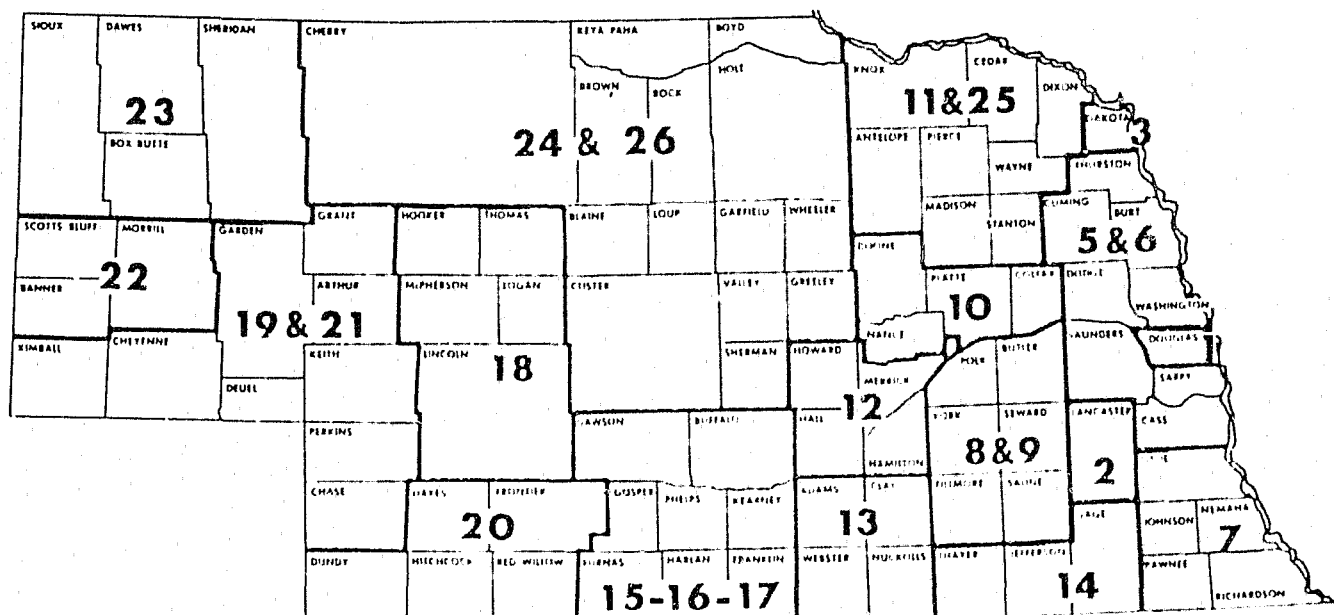 SIOUX DAWES SHERIDAN CHERRY KEYA PAHA BOYD
KNOX CEDAR DIXON
HOLT
BROWN ROCK
23 11 & 25
DAKOTA 3
24 & 26
BOX BUTTE ANTELOPE PIERCE
WAYNE THURSTON
MADISON STANTON CUMING BURT
GRANT HOOKER THOMAS BLAINE LOUP GARFIELD WHEELER
SCOTTS BLUFF MORRILL GARDEN
5 & 6
22
BANNER ARTHUR McPHERSON LOGAN CUSTER VALLEY GREELEY
PLATTE COLFAX DODGE
WASHINGTON
19 & 21 10
NANCE
KIMBALL CHEYENNE KEITH LINCOLN SHERMAN HOWARD
POLK BUTLER SAUNDERS DOUGLAS
18
DEUEL MERRICK SARPY
12
PERKINS DAWSON BUFFALO HALL YORK SEWARD LANCASTER CASS
8 & 9 2
HAMILTON
CHASE HAYES FRONTIER GOSPER PHELPS KEARNEY ADAMS CLAY FILLMORE SALINE
20 13
GAGE JOHNSON NEMAHA
7
DUNDY HITCHCOCK RED WILLOW FURNAS HARLAN FRANKLIN WEBSTER NUCKOLLS THAYER JEFFERSON PAWNEE
15-16-17 14
RICHARDSON